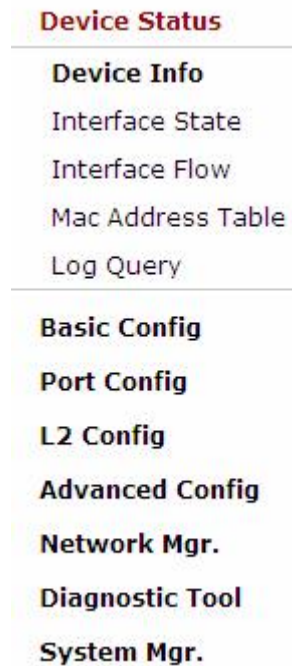 Device Status
Device Info
Interface State
Interface Flow
Mac Address Table
Log Query
Basic Config
Port Config
L2 Config
Advanced Config
Network Mgr.
Diagnostic Tool
System Mgr.